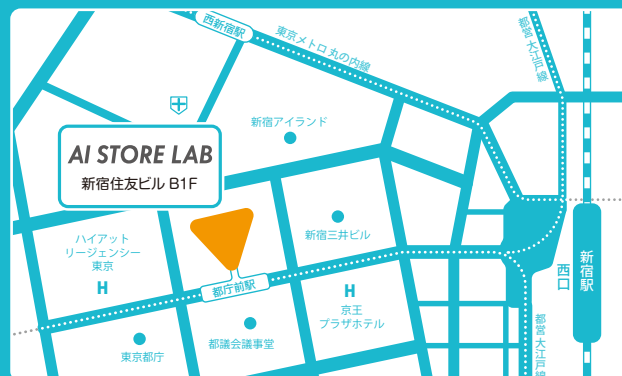 西新宿駅
東京メトロ 丸の内線
都営 大江戸線
新宿アイランド
AI STORE LAB
新宿住友ビル B1F
ハイアット
リージェンシー
東京
H
新宿三井ビル
都庁前駅
新宿駅
西口
H
京王
プラザホテル
東京都庁
都議会議事堂
都営 大江戸線